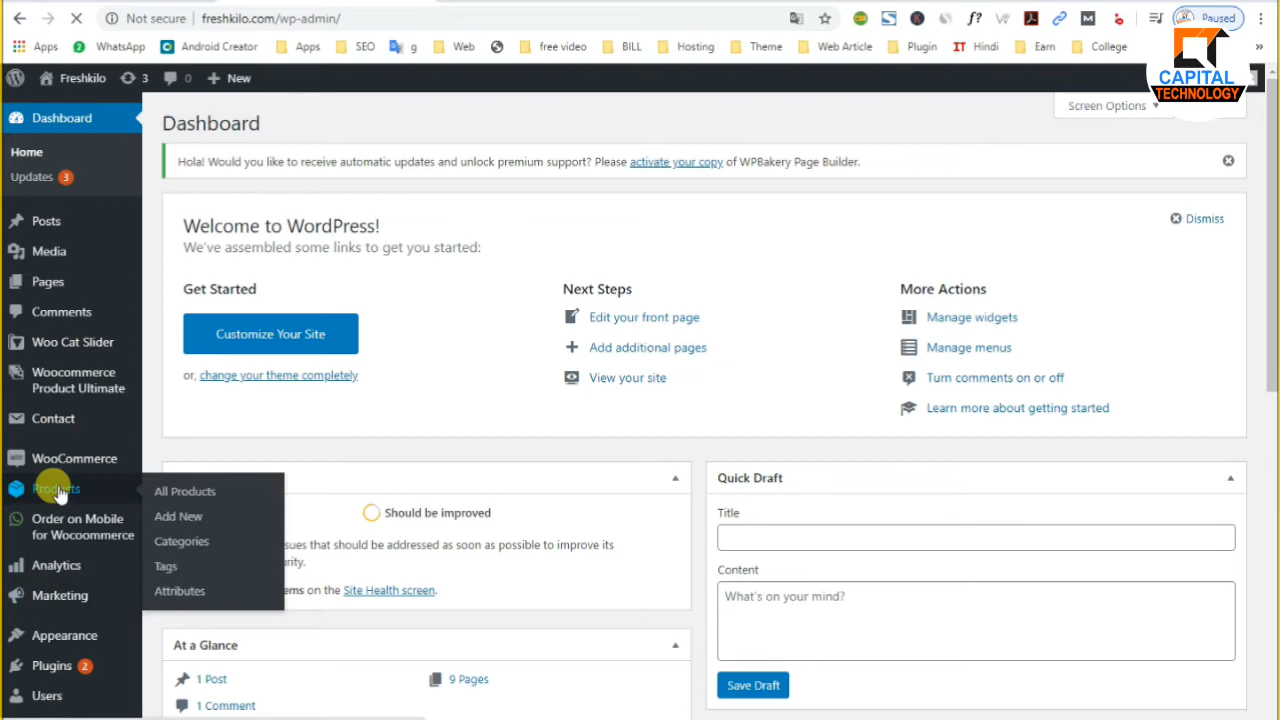 Not secure freshkilo.com/wp-admin/ Paused
Apps WhatsApp Android Creator Apps SEO g Web free video BILL Hosting Theme Web Article Plugin IT Hindi Earn College »
CAPITAL
TECHNOLOGY
Freshkilo 3 0 + New
Dashboard
Home
Updates 3
Posts
Media
Pages
Comments
Woo Cat Slider
Woocommerce
Product Ultimate
Contact
WooCommerce
Products
Order on Mobile
for Wocoommerce
Analytics
Marketing
Appearance
Plugins 2
Users
All Products
Add New
Categories
Tags
Attributes
Screen Options
Dashboard
Hola! Would you like to receive automatic updates and unlock premium support? Please activate your copy of WPBakery Page Builder.
Welcome to WordPress!
We've assembled some links to get you started:
Dismiss
Get Started
Customize Your Site
or, change your theme completely
Next Steps
Edit your front page
Add additional pages
View your site
More Actions
Manage widgets
Manage menus
Turn comments on or off
Learn more about getting started
Should be improved
sues that should be addressed as soon as possible to improve its
rity.
ems on the Site Health screen.
At a Glance
1 Post
9 Pages
1 Comment
Quick Draft
Title
Content
What's on your mind?
Save Draft